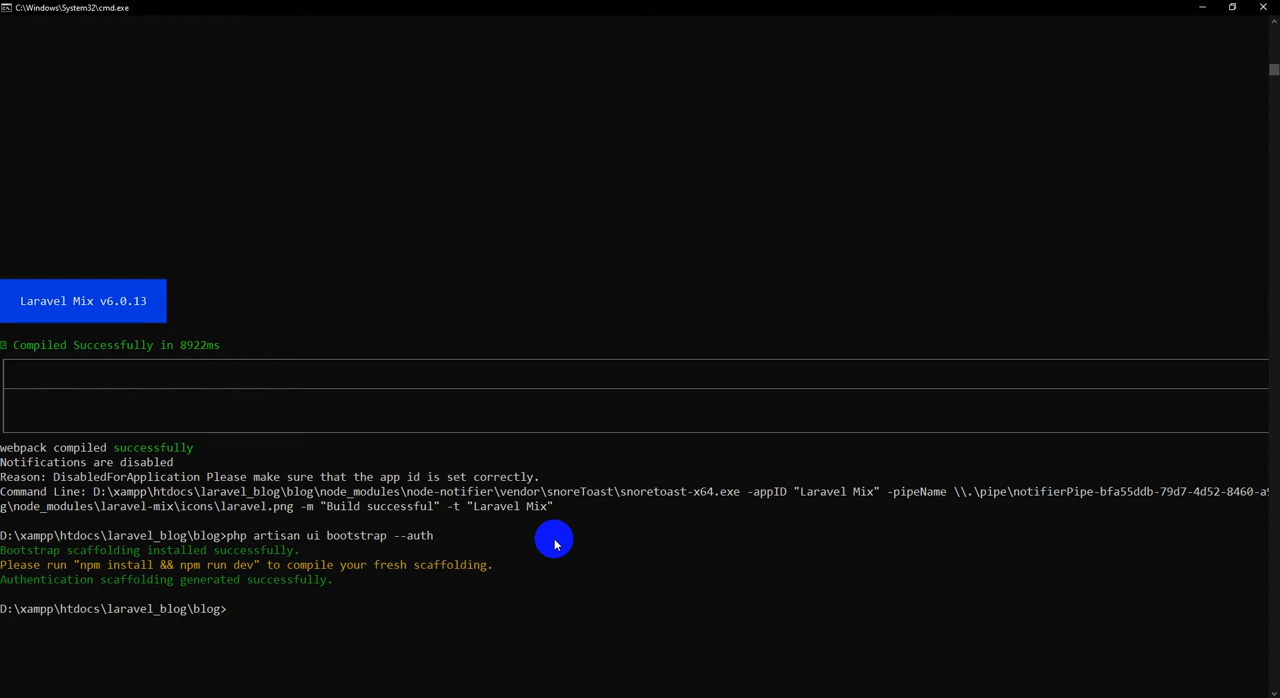 C:\Windows\System32\cmd.exe
Laravel Mix v6.0.13
Compiled Successfully in 8922ms
webpack compiled successfully
Notifications are disabled
Reason: DisabledForApplication Please make sure that the app id is set correctly.
Command Line: D:\xampp\htdocs\laravel_blog\blog\node_modules\node-notifier\vendor\snoreToast\snoretoast-x64.exe -appID "Laravel Mix" -pipeName \\.\pipe\notifierPipe-bfa55ddb-79d7-4d52-8460-a9
g\node_modules\laravel-mix\icons\laravel.png -m "Build successful" -t "Laravel Mix"
D:\xampp\htdocs\laravel_blog\blog>php artisan ui bootstrap --auth
Bootstrap scaffolding installed successfully.
Please run "npm install && npm run dev" to compile your fresh scaffolding.
Authentication scaffolding generated successfully.
D:\xampp\htdocs\laravel_blog\blog>